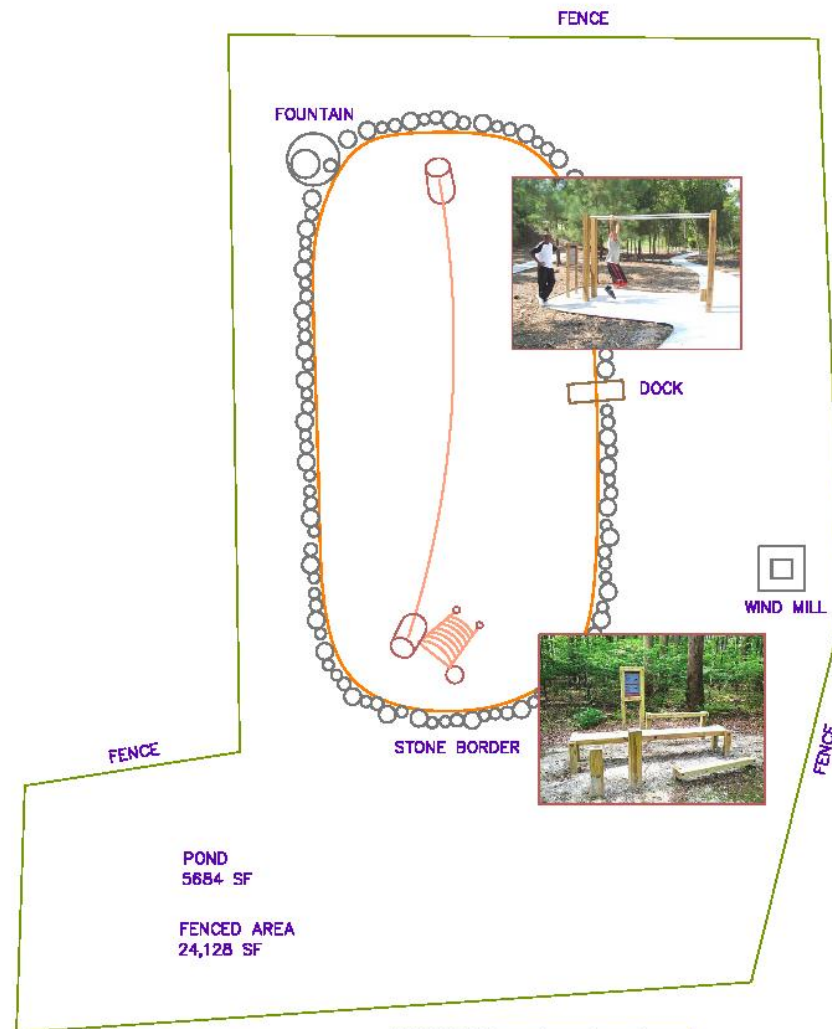 FENCE
FOUNTAIN
DOCK
WIND MILL
STONE BORDER
FENCE
FENCE
POND
5684 SF
FENCED AREA
24,128 SF